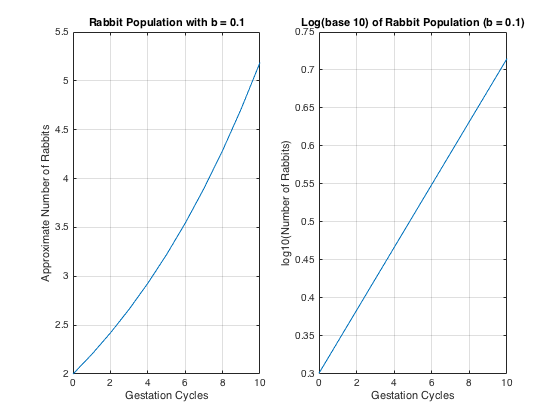 Rabbit Population with b = 0.1
5.5
5
4.5
4
3.5
3
2.5
2
0 2 4 6 8 10
Approximate Number of Rabbits
Gestation Cycles
Log(base 10) of Rabbit Population (b = 0.1)
0.75
0.7
0.65
0.6
0.55
0.5
0.45
0.4
0.35
0.3
0 2 4 6 8 10
log10(Number of Rabbits)
Gestation Cycles